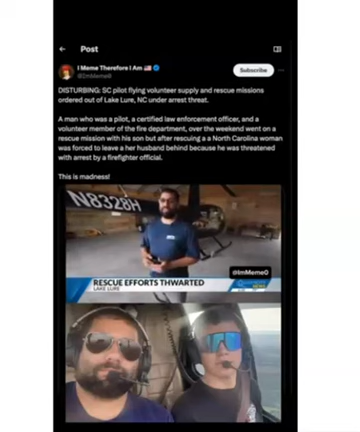 Post
I Meme Therefore I Am
@ImMeme0
Subscribe
DISTURBING: SC pilot flying volunteer supply and rescue missions
ordered out of Lake Lure, NC under arrest threat.
A man who was a pilot, a certified law enforcement officer, and a
volunteer member of the fire department, over the weekend went on a
rescue mission with his son but after rescuing a a North Carolina woman
was forced to leave her husband behind because he was threatened
with arrest by a firefighter official.
This is madness!
N8328H
@ImMeme0
RESCUE EFFORTS THWARTED
LAKE LURE